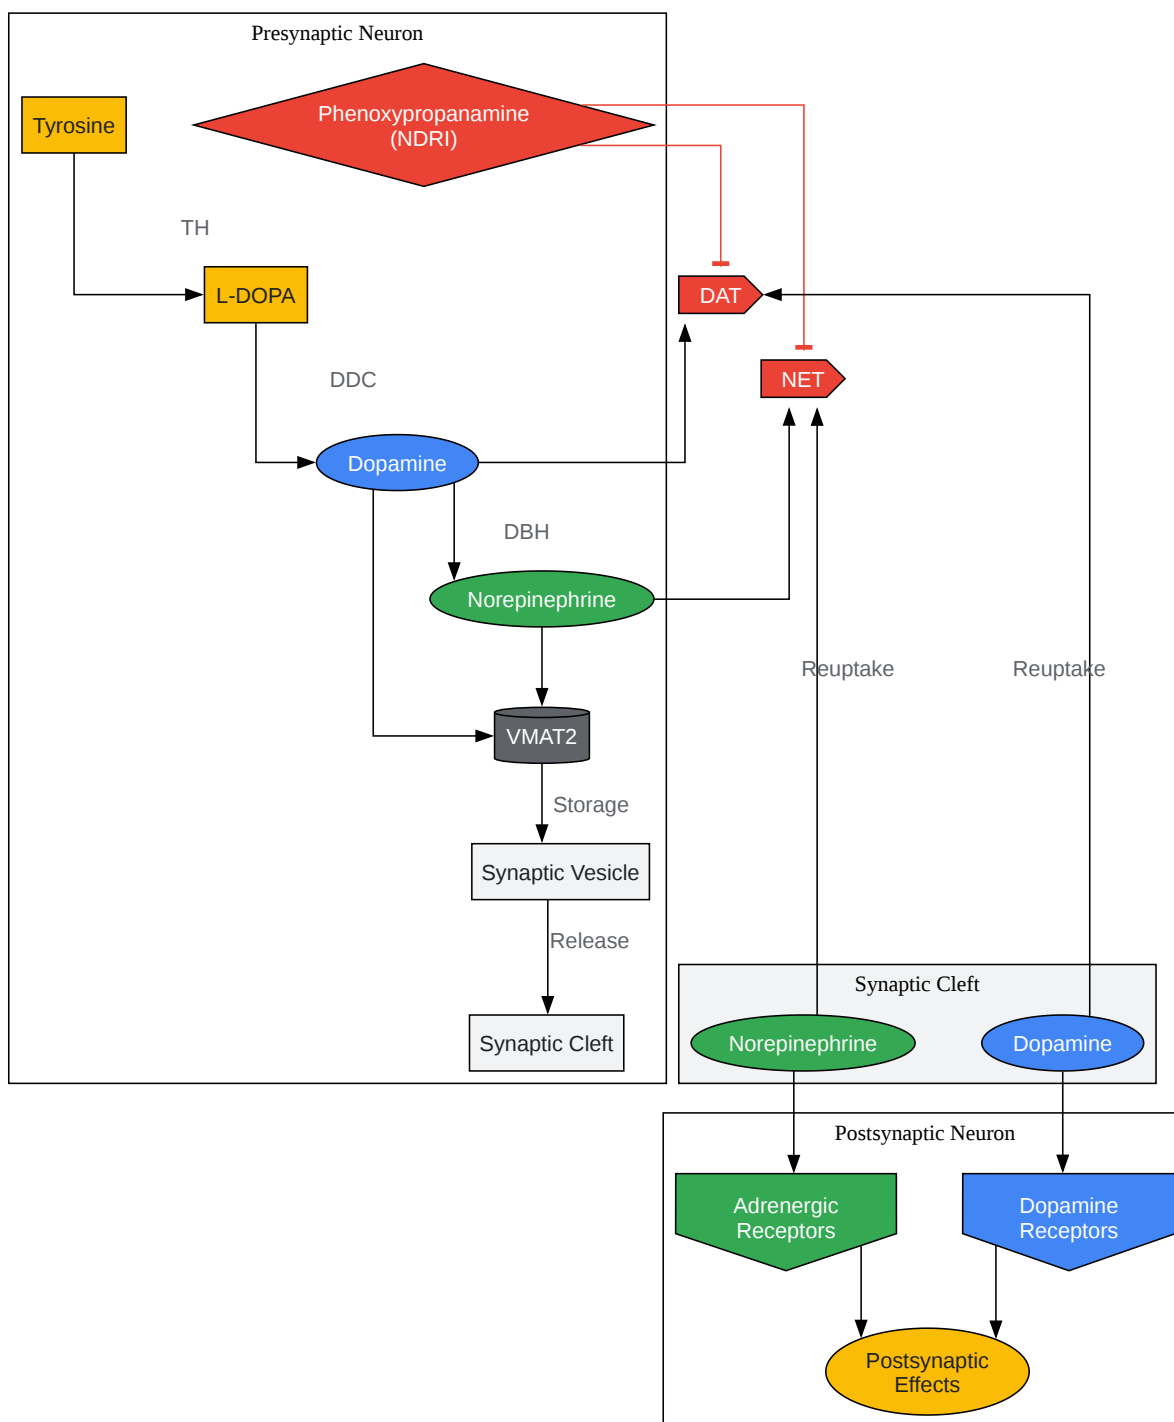 Presynaptic Neuron
Tyrosine
Phenoxypropanamine
(NDRI)
TH
L-DOPA
DAT
DDC
NET
Dopamine
DBH
Norepinephrine
Reuptake
Reuptake
VMAT2
Storage
Synaptic Vesicle
Release
Synaptic Cleft
Synaptic Cleft
Norepinephrine
Dopamine
Postsynaptic Neuron
Adrenergic
Receptors
Dopamine
Receptors
Postsynaptic
Effects